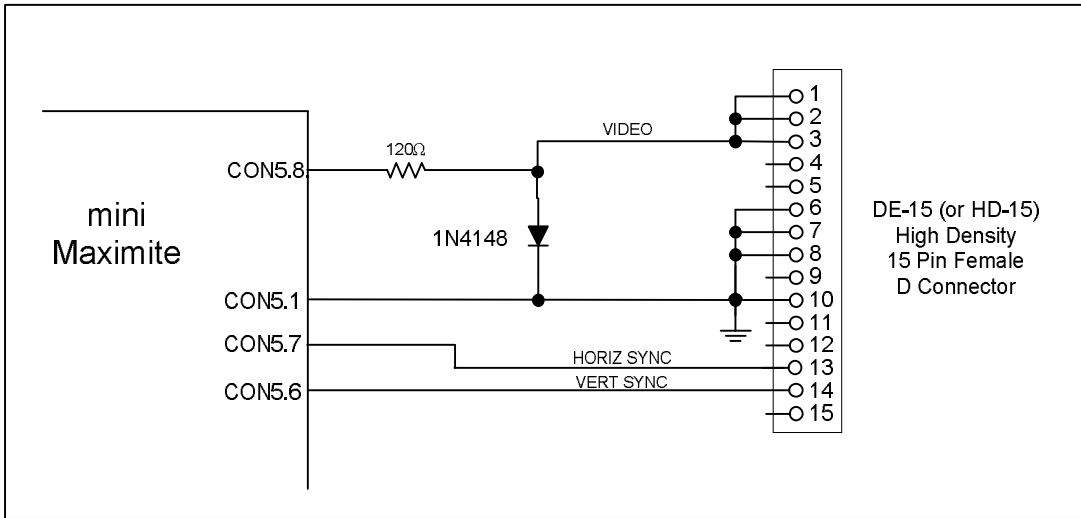 mini
Maximite
CON5.8
CON5.1
CON5.7
CON5.6
120Ω
1N4148
VIDEO
HORIZ SYNC
VERT SYNC
1
2
3
4
5
6
7
8
9
10
11
12
13
14
15
DE-15 (or HD-15)
High Density
15 Pin Female
D Connector